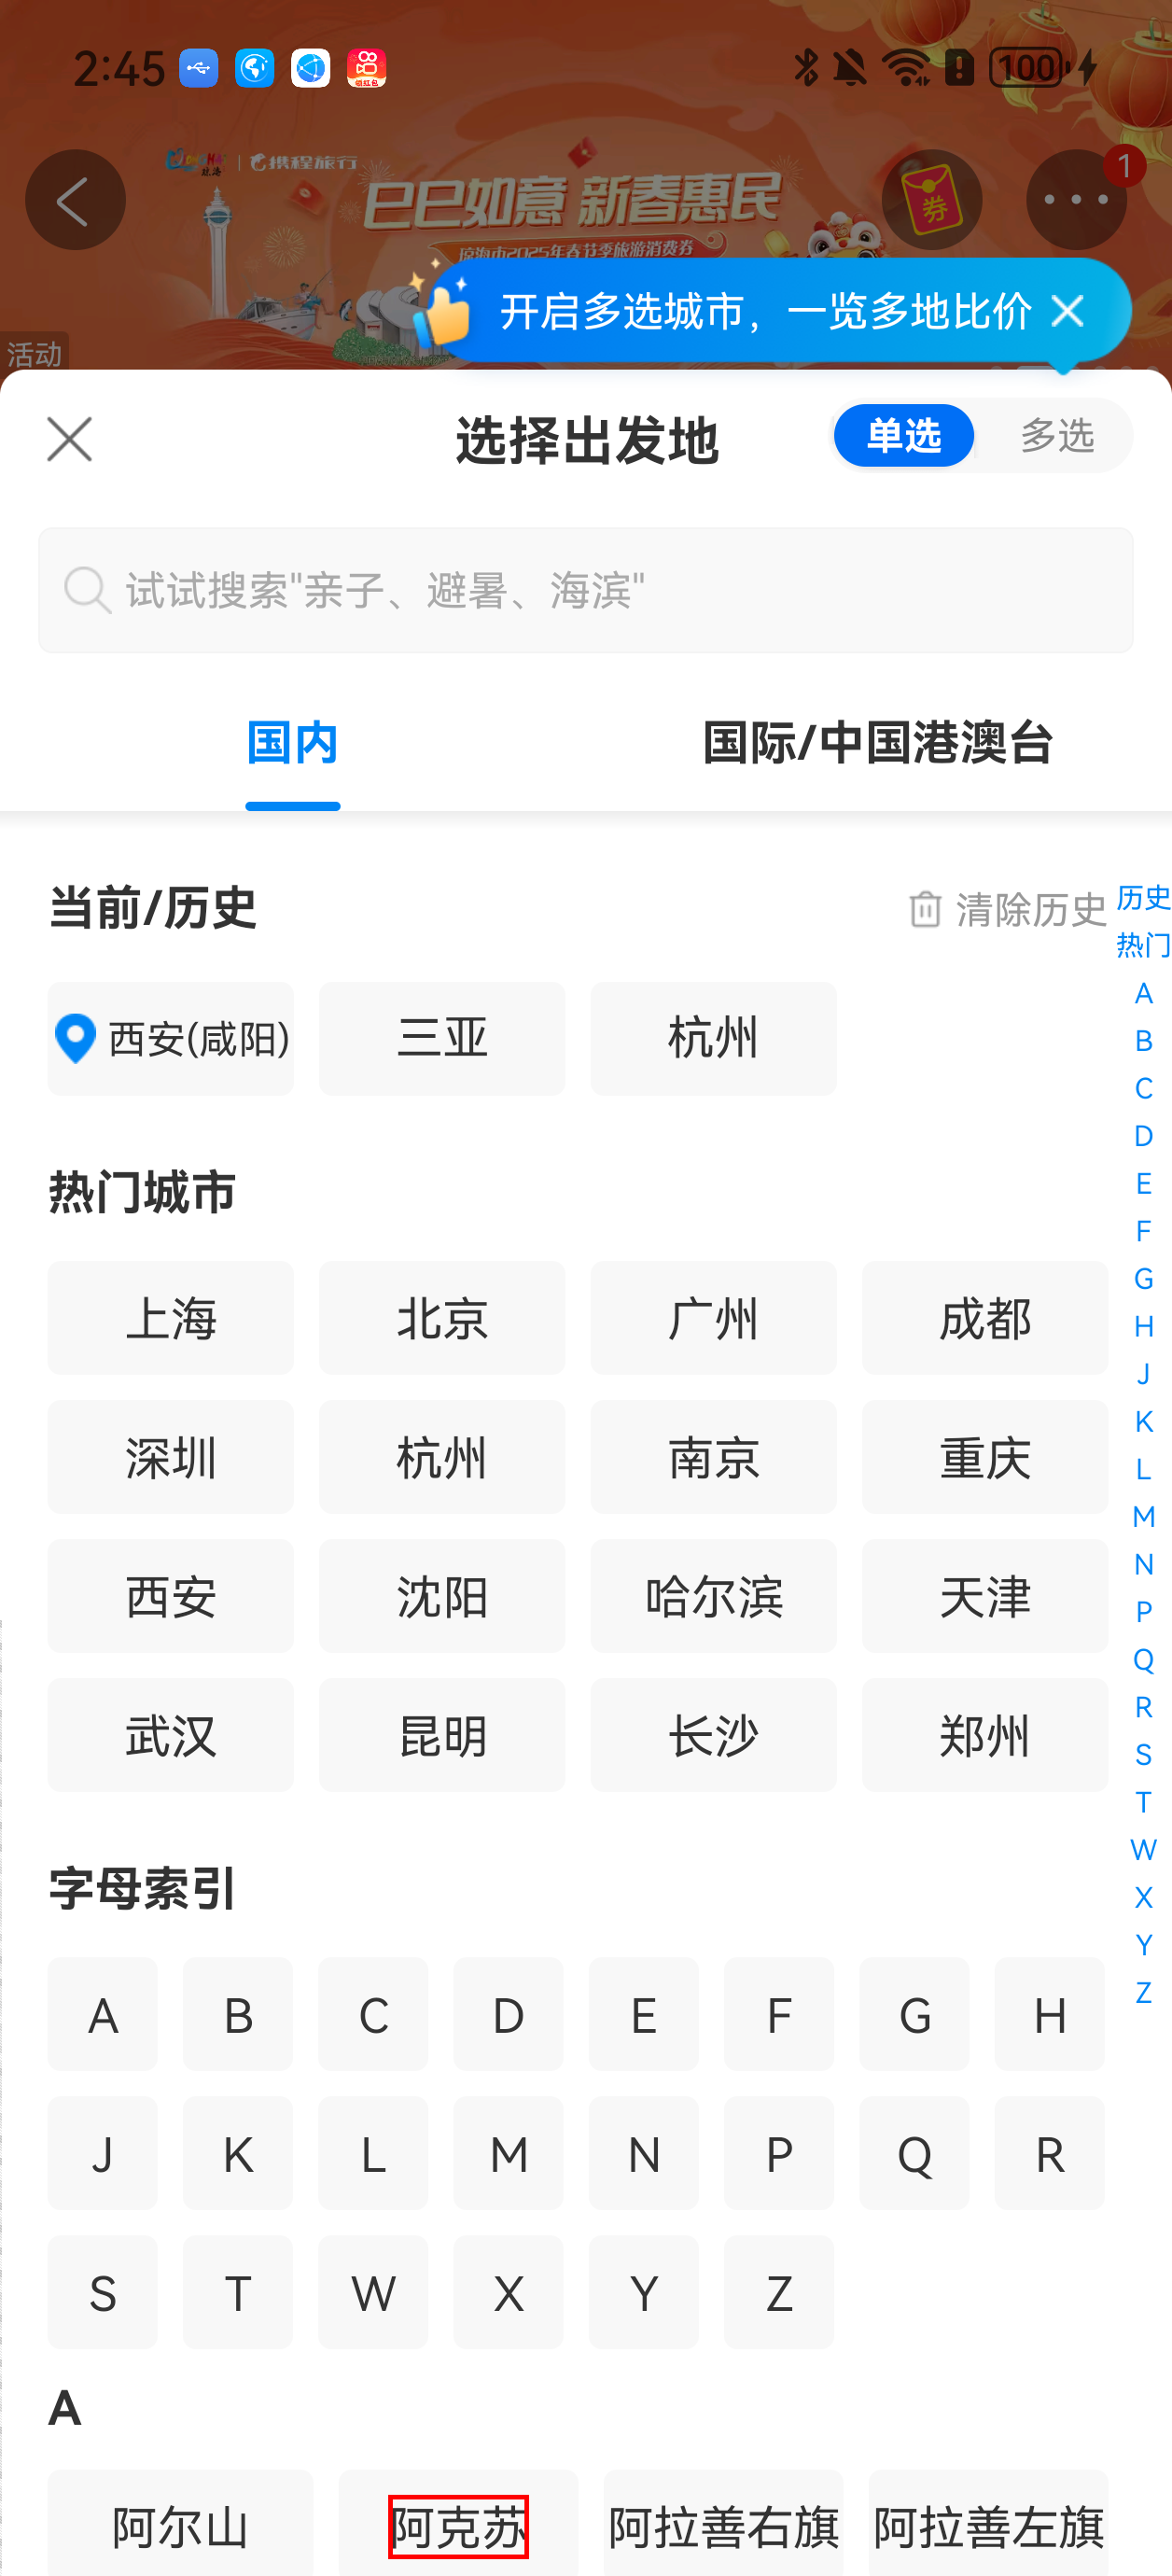 2:45
100
携程旅行
巳巳如意 新春惠民
滨海市2025年春节季旅游消费券
券
1
开启多选城市，一览多地比价
活动
选择出发地
单选
多选
试试搜索"亲子、避暑、海滨"
国内
国际/中国港澳台
当前/历史
清除历史
历史
热门
西安(咸阳)
三亚
杭州
热门城市
上海
北京
广州
成都
深圳
杭州
南京
重庆
西安
沈阳
哈尔滨
天津
武汉
昆明
长沙
郑州
字母索引
A B C D E F G H
J K L M N P Q R
S T W X Y Z
A
阿尔山
阿克苏
阿拉善右旗
阿拉善左旗
A
B
C
D
E
F
G
H
J
K
L
M
N
P
Q
R
S
T
W
X
Y
Z